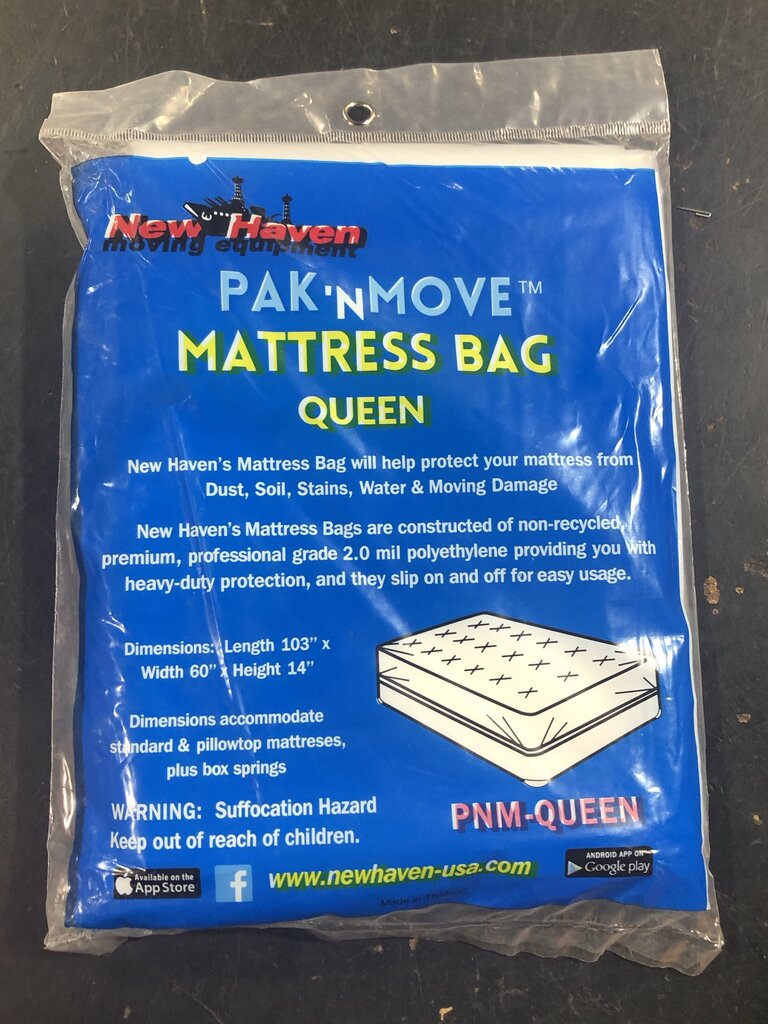 New Haven
moving equipment
PAK 'N MOVE™
MATTRESS BAG
QUEEN
New Haven's Mattress Bag will help protect your mattress from
Dust, Soil, Stains, Water & Moving Damage
New Haven's Mattress Bags are constructed of non-recycled,
premium, professional grade 2.0 mil polyethylene providing you with
heavy-duty protection, and they slip on and off for easy usage.
Dimensions: Length 103" x
Width 60" x Height 14"
Dimensions accommodate
standard & pillowtop mattreses,
plus box springs
WARNING: Suffocation Hazard
Keep out of reach of children.
PNM-QUEEN
Available on the
App Store
f
www.newhaven-usa.com
ANDROID APP ON
Google play
Made in Thailand